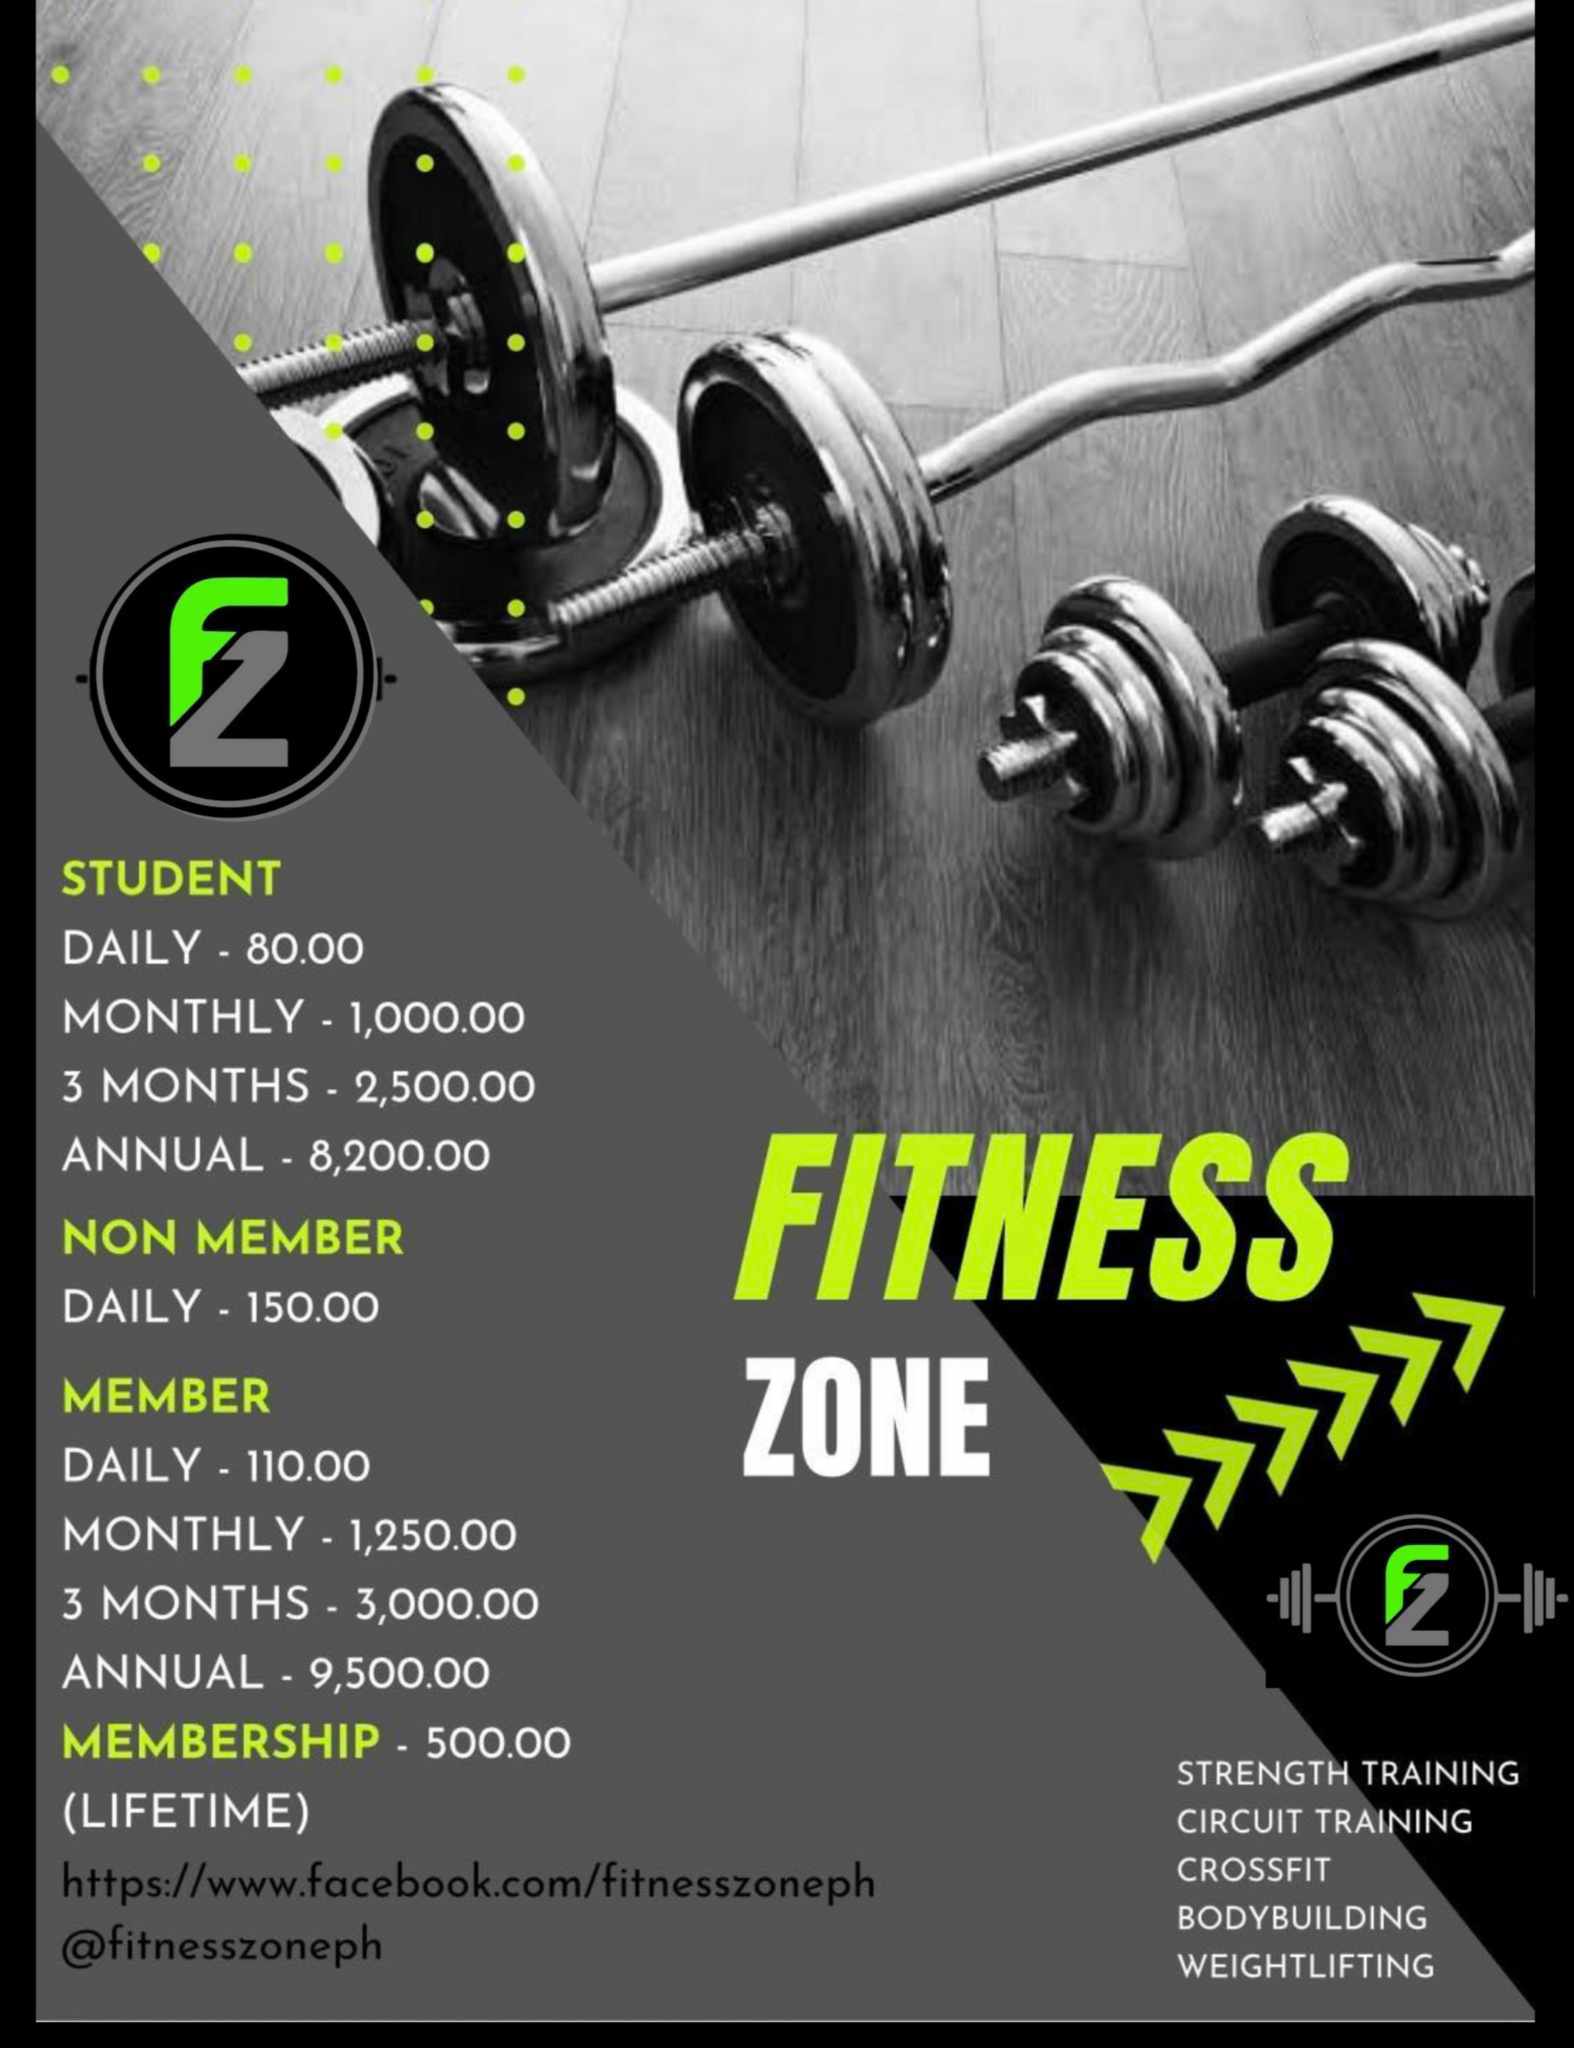 FZ
STUDENT
DAILY - 80.00
MONTHLY - 1,000.00
3 MONTHS - 2,500.00
ANNUAL - 8,200.00
NON MEMBER
DAILY - 150.00
MEMBER
DAILY - 110.00
MONTHLY - 1,250.00
3 MONTHS - 3,000.00
ANNUAL - 9,500.00
MEMBERSHIP - 500.00
(LIFETIME)
https://www.facebook.com/fitnesszoneph
@fitnesszoneph
FITNESS
ZONE
FZ
STRENGTH TRAINING
CIRCUIT TRAINING
CROSSFIT
BODYBUILDING
WEIGHTLIFTING